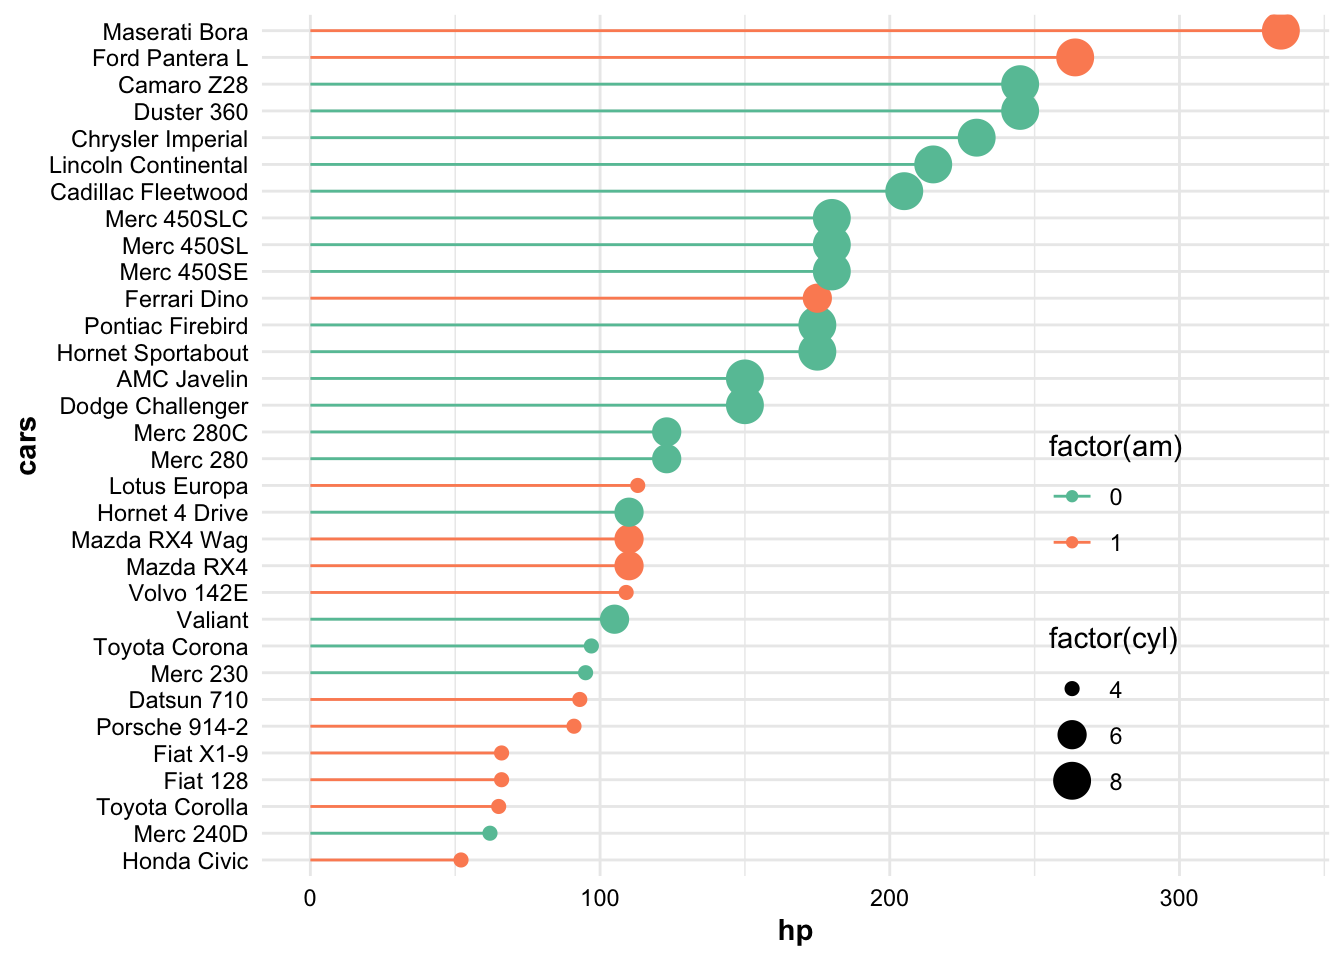 Maserati Bora
Ford Pantera L
Camaro Z28
Duster 360
Chrysler Imperial
Lincoln Continental
Cadillac Fleetwood
Merc 450SLC
Merc 450SL
Merc 450SE
Ferrari Dino
Pontiac Firebird
Hornet Sportabout
AMC Javelin
Dodge Challenger
Merc 280C
Merc 280
Lotus Europa
Hornet 4 Drive
Mazda RX4 Wag
Mazda RX4
Volvo 142E
Valiant
Toyota Corona
Merc 230
Datsun 710
Porsche 914-2
Fiat X1-9
Fiat 128
Toyota Corolla
Merc 240D
Honda Civic
cars
factor(am)
0
1
factor(cyl)
4
6
8
0 100 200 300
hp